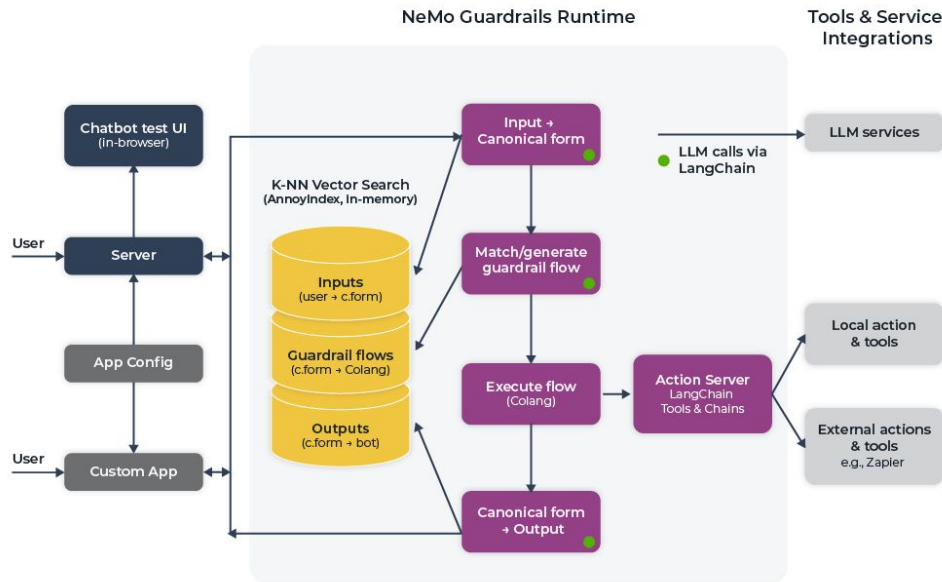 NeMo Guardrails Runtime
Tools & Service
Integrations
Chatbot test UI
(in-browser)
Input →
Canonical form
LLM calls via
LangChain
LLM services
K-NN Vector Search
(AnnoyIndex, In-memory)
User
Server
Inputs
(user → c.form)
Match/generate
guardrail flow
App Config
Guardrail flows
(c.form → Colang)
Execute flow
(Colang)
Action Server
LangChain
Tools & Chains
Local action
& tools
Outputs
(c.form → bot)
External actions
& tools
e.g., Zapier
User
Custom App
Canonical form
→ Output